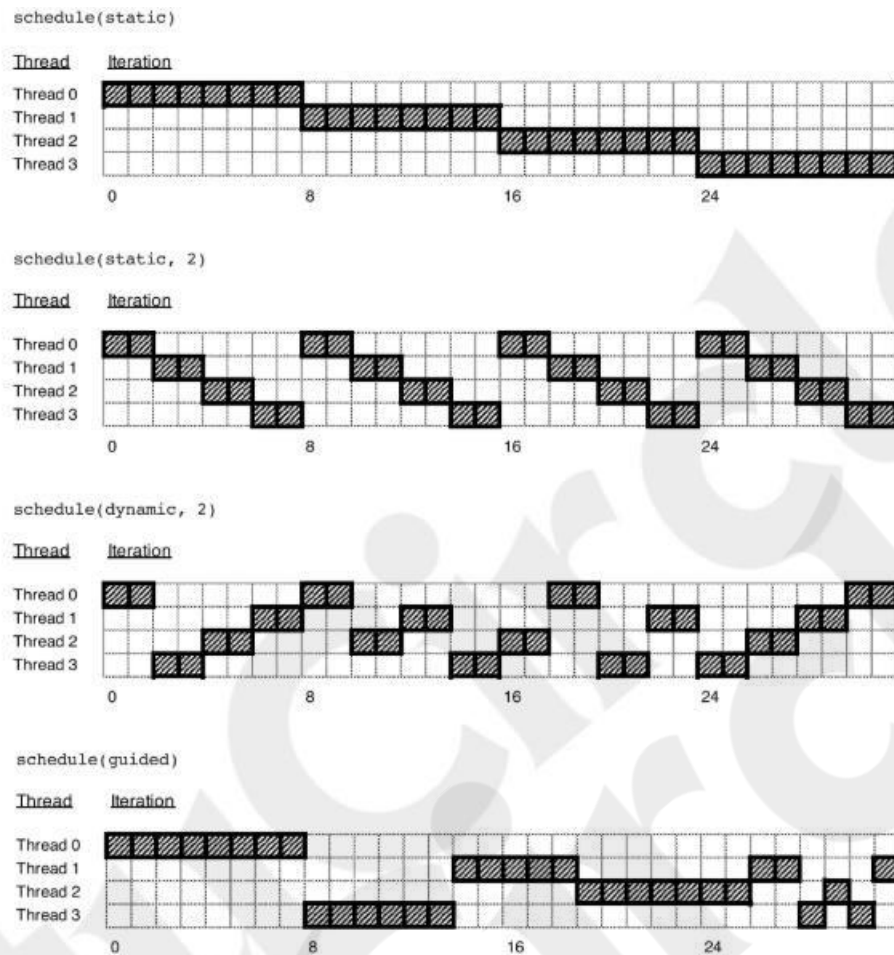 schedule(static)
Thread Iteration
Thread 0
Thread 1
Thread 2
Thread 3
0 8 16 24
schedule(static, 2)
Thread Iteration
Thread 0
Thread 1
Thread 2
Thread 3
0 8 16 24
schedule(dynamic, 2)
Thread Iteration
Thread 0
Thread 1
Thread 2
Thread 3
0 8 16 24
schedule(guided)
Thread Iteration
Thread 0
Thread 1
Thread 2
Thread 3
0 8 16 24